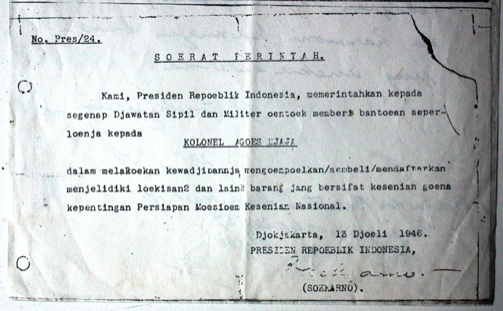 No. Pres/24.
SOERAT PERINTAH.
Kami, Presiden Repoeblik Indonesia, memerintahkan kepada
segenap Djawatan Sipil dan Militer oentoek memberi bantoean seper-
loenja kepada
KOLONEL AGOES DJAJA
dalam melakoekan kewadjibannja mengoempoelkan/membeli/mendaftarkan
menjelidiki loekisan2 dan lain2 barang jang bersifat kesenian goena
kepentingan Persiapan Moesioem Kesenian Nasional.
Djokjakarta, 13 Djoeli 1946.
PRESIDEN REPOEBLIK INDONESIA,
Soekarno.
(SOEKARNO).